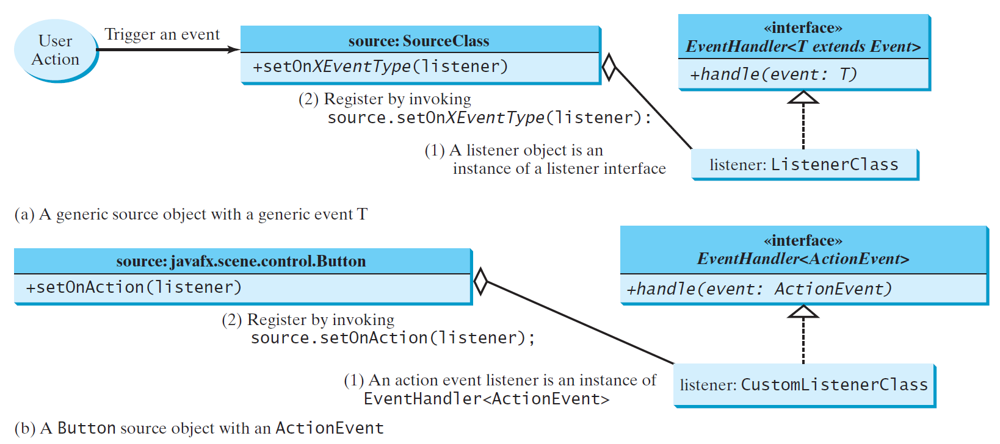 User
Action
Trigger an event
source: SourceClass
+setOnXEventType(listener)
«interface»
EventHandler<T extends Event>
+handle(event: T)
(2) Register by invoking
source.setOnXEventType(listener):
(1) A listener object is an
instance of a listener interface
listener: ListenerClass
(a) A generic source object with a generic event T
source: javafx.scene.control.Button
+setOnAction(listener)
«interface»
EventHandler<ActionEvent>
+handle(event: ActionEvent)
(2) Register by invoking
source.setOnAction(listener);
(1) An action event listener is an instance of
EventHandler<ActionEvent>
listener: CustomListenerClass
(b) A Button source object with an ActionEvent